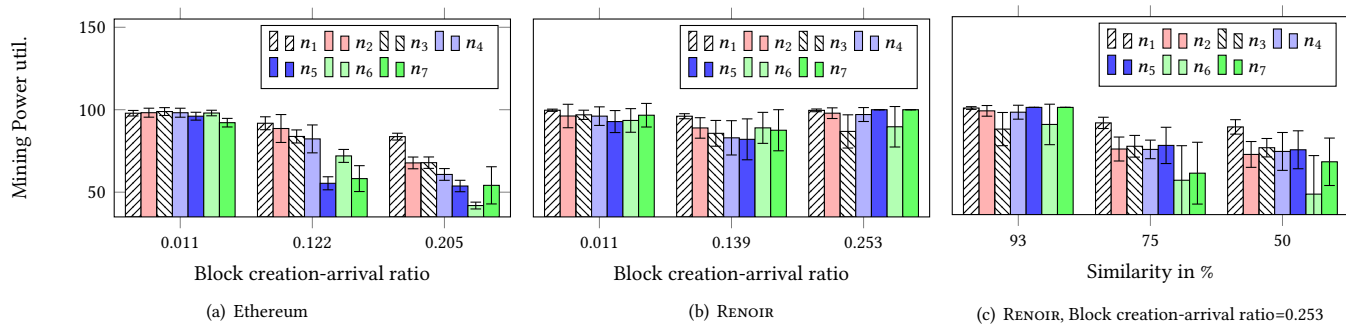 Mining Power util.
150
100
50
n1 n2 n3 n4
n5 n6 n7
0.011 0.122 0.205
Block creation-arrival ratio
(a) Ethereum
n1 n2 n3 n4
n5 n6 n7
0.011 0.139 0.253
Block creation-arrival ratio
(b) RENOIR
n1 n2 n3 n4
n5 n6 n7
93 75 50
Similarity in %
(c) RENOIR, Block creation-arrival ratio=0.253